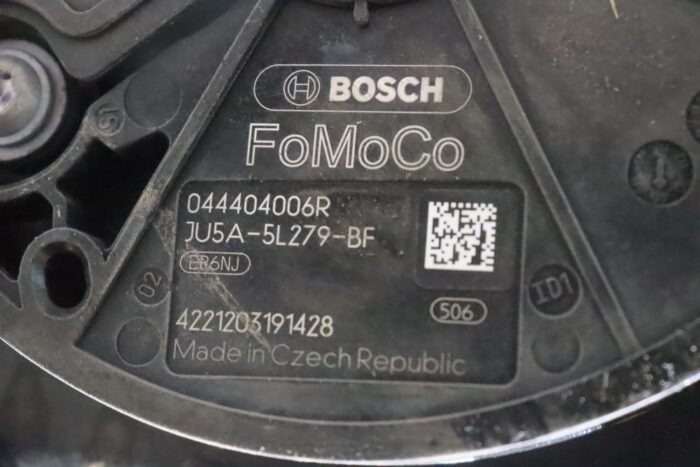 BOSCH
FoMoCo
044404006R
JU5A-5L279-BF
ER6NJ
506
4221203191428
Made in Czech Republic
02
ID1